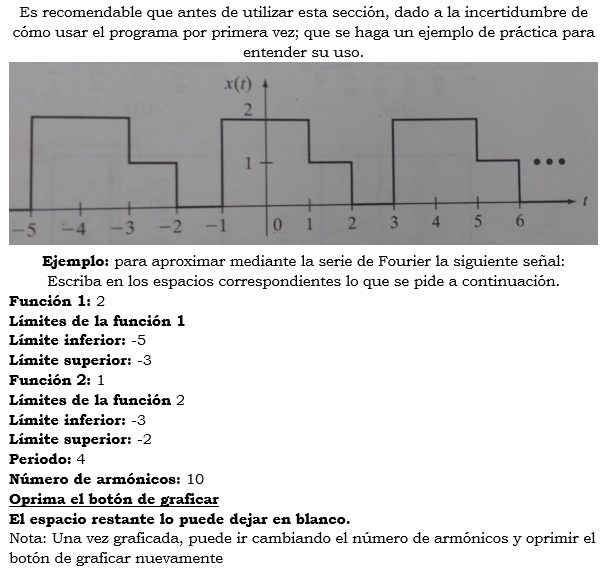 Es recomendable que antes de utilizar esta sección, dado a la incertidumbre de
cómo usar el programa por primera vez; que se haga un ejemplo de práctica para
entender su uso.
x(t)
2
1
-5 -4 -3 -2 -1 0 1 2 3 4 5 6 t
Ejemplo: para aproximar mediante la serie de Fourier la siguiente señal:
Escriba en los espacios correspondientes lo que se pide a continuación.
Función 1: 2
Límites de la función 1
Límite inferior: -5
Límite superior: -3
Función 2: 1
Límites de la función 2
Límite inferior: -3
Límite superior: -2
Periodo: 4
Número de armónicos: 10
Oprima el botón de graficar
El espacio restante lo puede dejar en blanco.
Nota: Una vez graficada, puede ir cambiando el número de armónicos y oprimir el
botón de graficar nuevamente